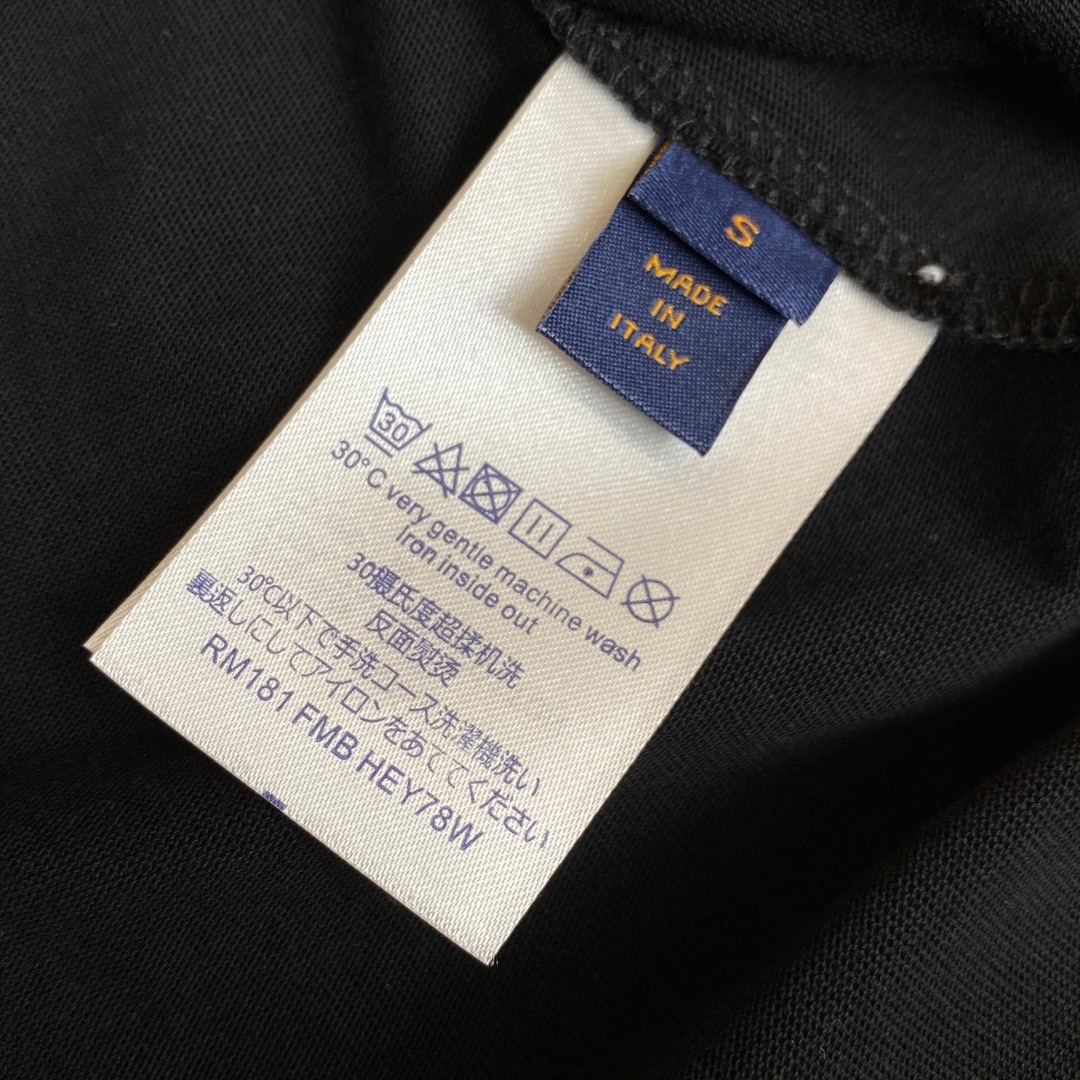 S
MADE
IN
ITALY
30
30°C very gentle machine wash
Iron inside out
30摄氏度超柔机洗
反面熨烫
30℃以下で手洗コース洗濯機洗い
裏返しにしてアイロンをあててください
RM181 FMB HEY78W